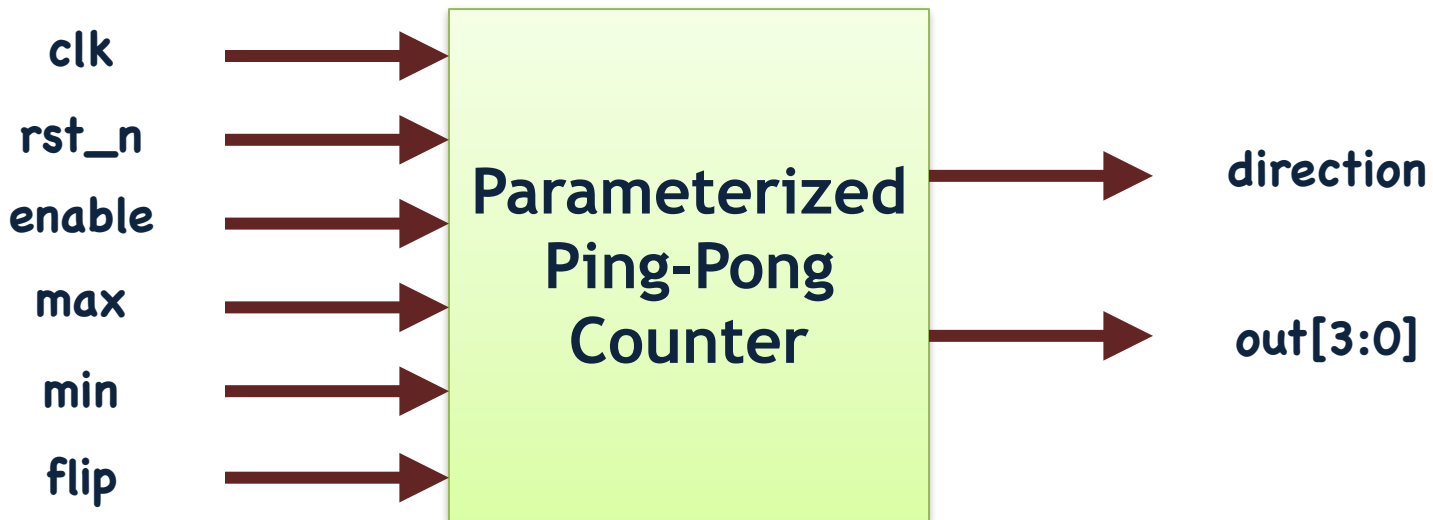 clk
rst_n
enable
max
min
flip
Parameterized
Ping-Pong
Counter
direction
out[3:0]